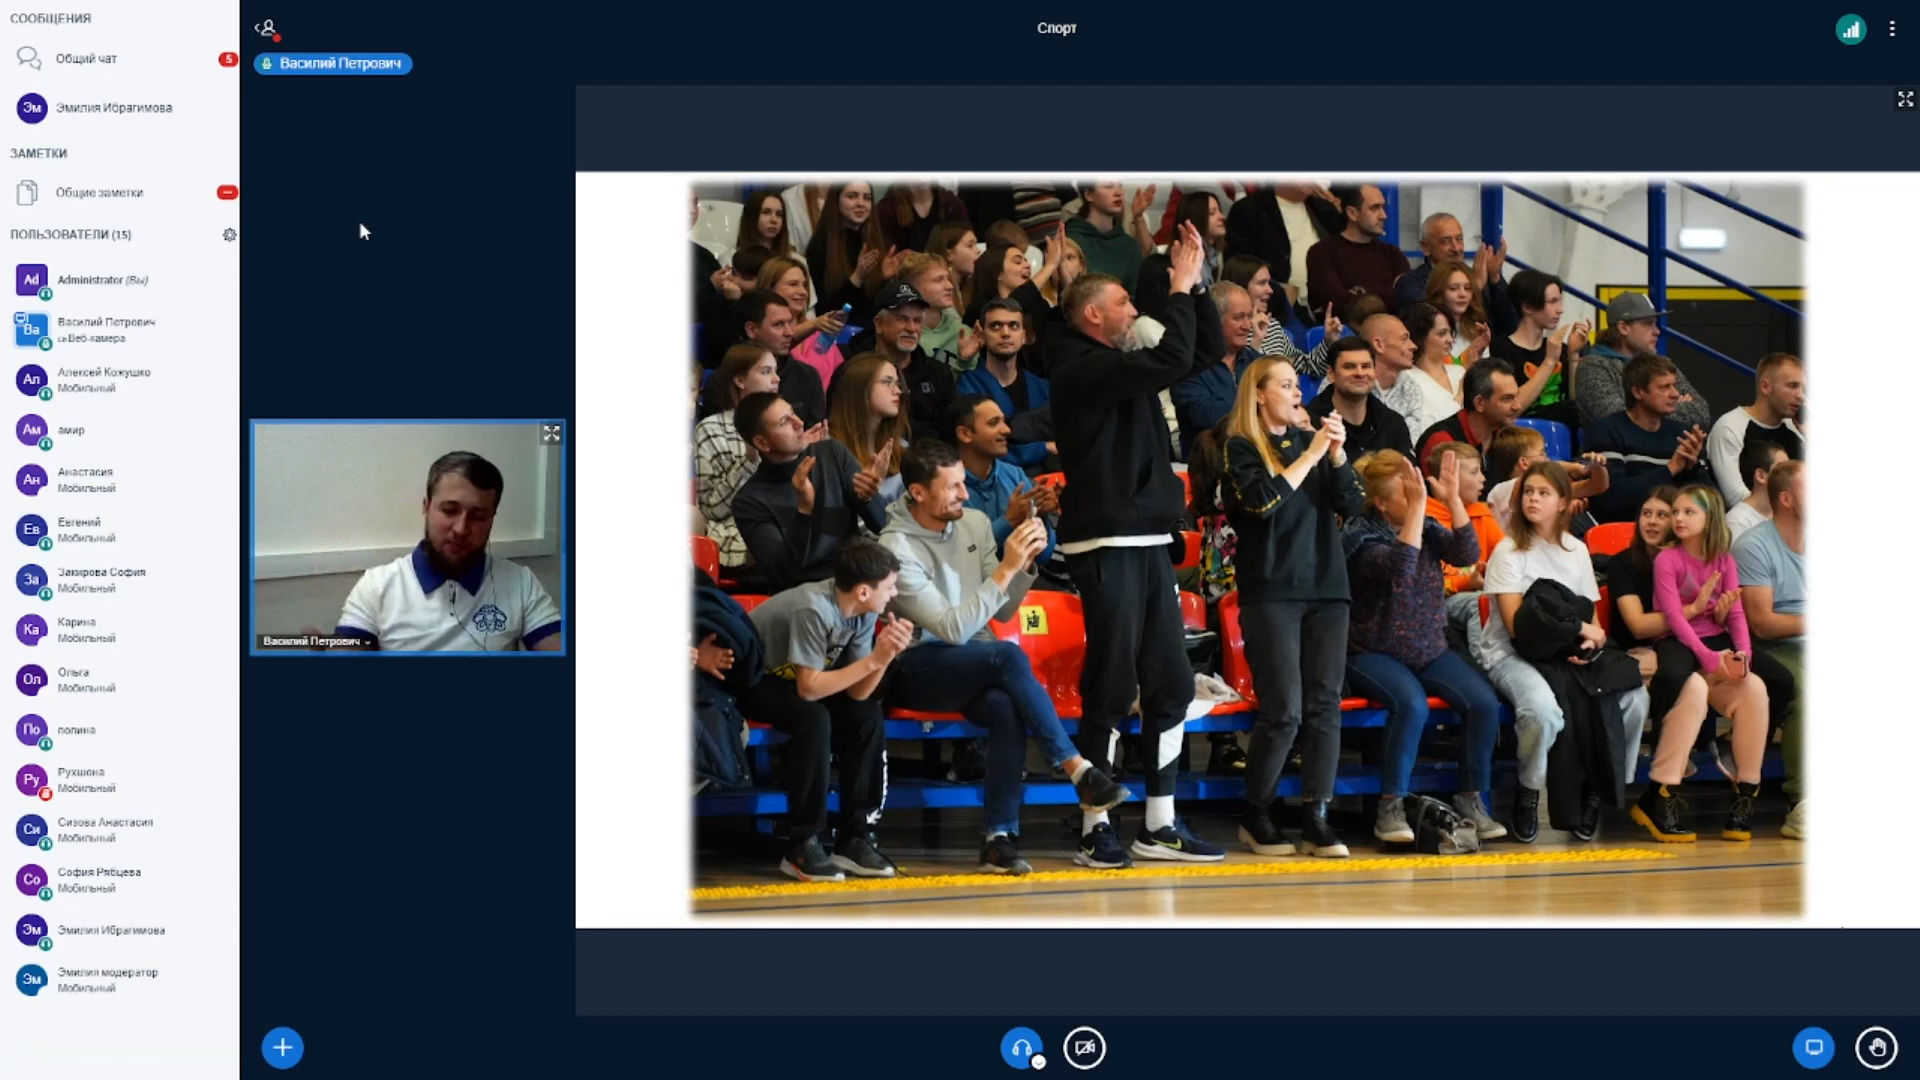 СООБЩЕНИЯ
Общий чат
5
Эм
Эмилия Ибрагимова
ЗАМЕТКИ
Общие заметки
ПОЛЬЗОВАТЕЛИ (15)
Ad
Administrator (Вы)
Ва
Василий Петрович
Веб-камера
Ал
Алексей Кожушко
Мобильный
Ам
амир
Ан
Анастасия
Мобильный
Ев
Евгений
Мобильный
За
Закирова София
Мобильный
Ка
Карина
Мобильный
Ол
Ольга
Мобильный
По
полина
Ру
Рухшона
Мобильный
Си
Сизова Анастасия
Мобильный
Со
София Рябцева
Мобильный
Эм
Эмилия Ибрагимова
Эм
Эмилия модератор
Мобильный
Спорт
Василий Петрович
Василий Петрович